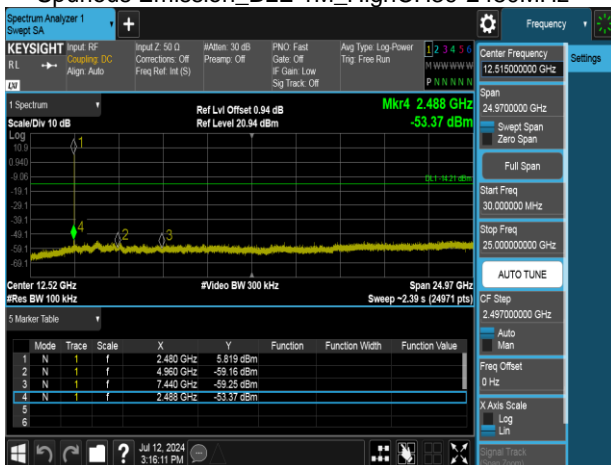 Spectrum Analyzer 1
Swept SA
+
Frequency
KEYSIGHT
RL
Input: RF
Coupling: DC
Align: Auto
Input Z: 50 Ω
Corrections: Off
Freq Ref: Int (S)
#Atten: 30 dB
Preamp: Off
PNO: Fast
Gate: Off
IF Gain: Low
Sig Track: Off
Avg Type: Log-Power
Trig: Free Run
1 2 3 4 5 6
M W W W W W
P N N N N N
LXI
1 Spectrum
Scale/Div 10 dB
Ref Lvl Offset 0.94 dB
Ref Level 20.94 dBm
Mkr4 2.488 GHz
-53.37 dBm
Log
10.9
0.940
-9.06
-19.1
-29.1
-39.1
-49.1
-59.1
-69.1
1
4
2
3
DL1 -14.21 dBm
Center 12.52 GHz
#Res BW 100 kHz
#Video BW 300 kHz
Span 24.97 GHz
Sweep ~2.39 s (24971 pts)
5 Marker Table
Mode Trace Scale X Y Function Function Width Function Value
1 N 1 f 2.480 GHz 5.819 dBm
2 N 1 f 4.960 GHz -59.16 dBm
3 N 1 f 7.440 GHz -59.25 dBm
4 N 1 f 2.488 GHz -53.37 dBm
5
6
Jul 12, 2024
3:16:11 PM
?
Settings
Center Frequency
12.515000000 GHz
Span
24.9700000 GHz
Swept Span
Zero Span
Full Span
Start Freq
30.000000 MHz
Stop Freq
25.000000000 GHz
AUTO TUNE
CF Step
2.497000000 GHz
Auto
Man
Freq Offset
0 Hz
X Axis Scale
Log
Lin
Signal Track